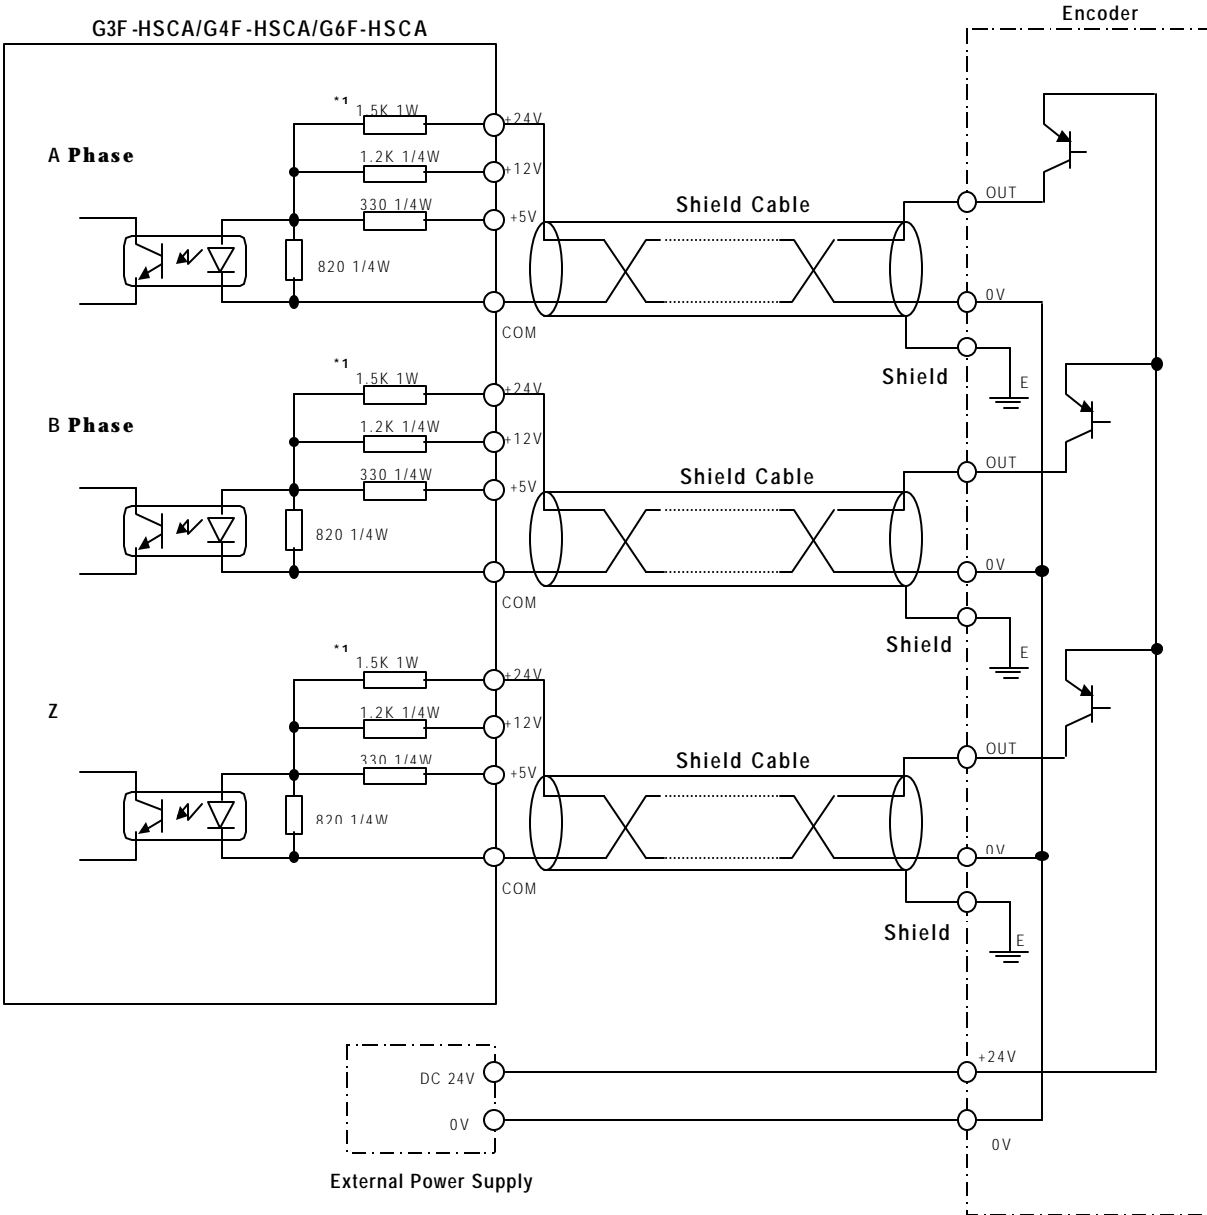 Encoder
G3F-HSCA/G4F-HSCA/G6F-HSCA
*1
1.5K 1W
+24V
A Phase
1.2K 1/4W
+12V
330 1/4W
+5V
Shield Cable
OUT
820 1/4W
0V
COM
Shield
E
*1
1.5K 1W
+24V
B Phase
1.2K 1/4W
+12V
330 1/4W
+5V
Shield Cable
OUT
820 1/4W
0V
COM
Shield
E
*1
1.5K 1W
+24V
Z
1.2K 1/4W
+12V
330 1/4W
+5V
Shield Cable
OUT
820 1/4W
0V
COM
Shield
E
+24V
DC 24V
0V
0V
External Power Supply